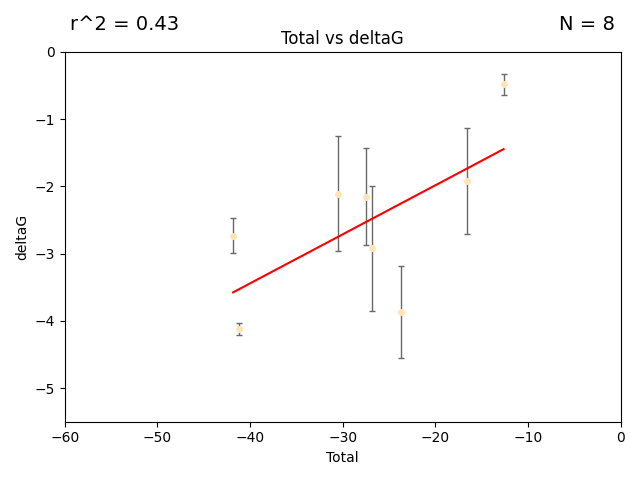 r^2 = 0.43
N = 8
Total vs deltaG
0
−1
−2
−3
−4
−5
deltaG
−60
−50
−40
−30
−20
−10
0
Total